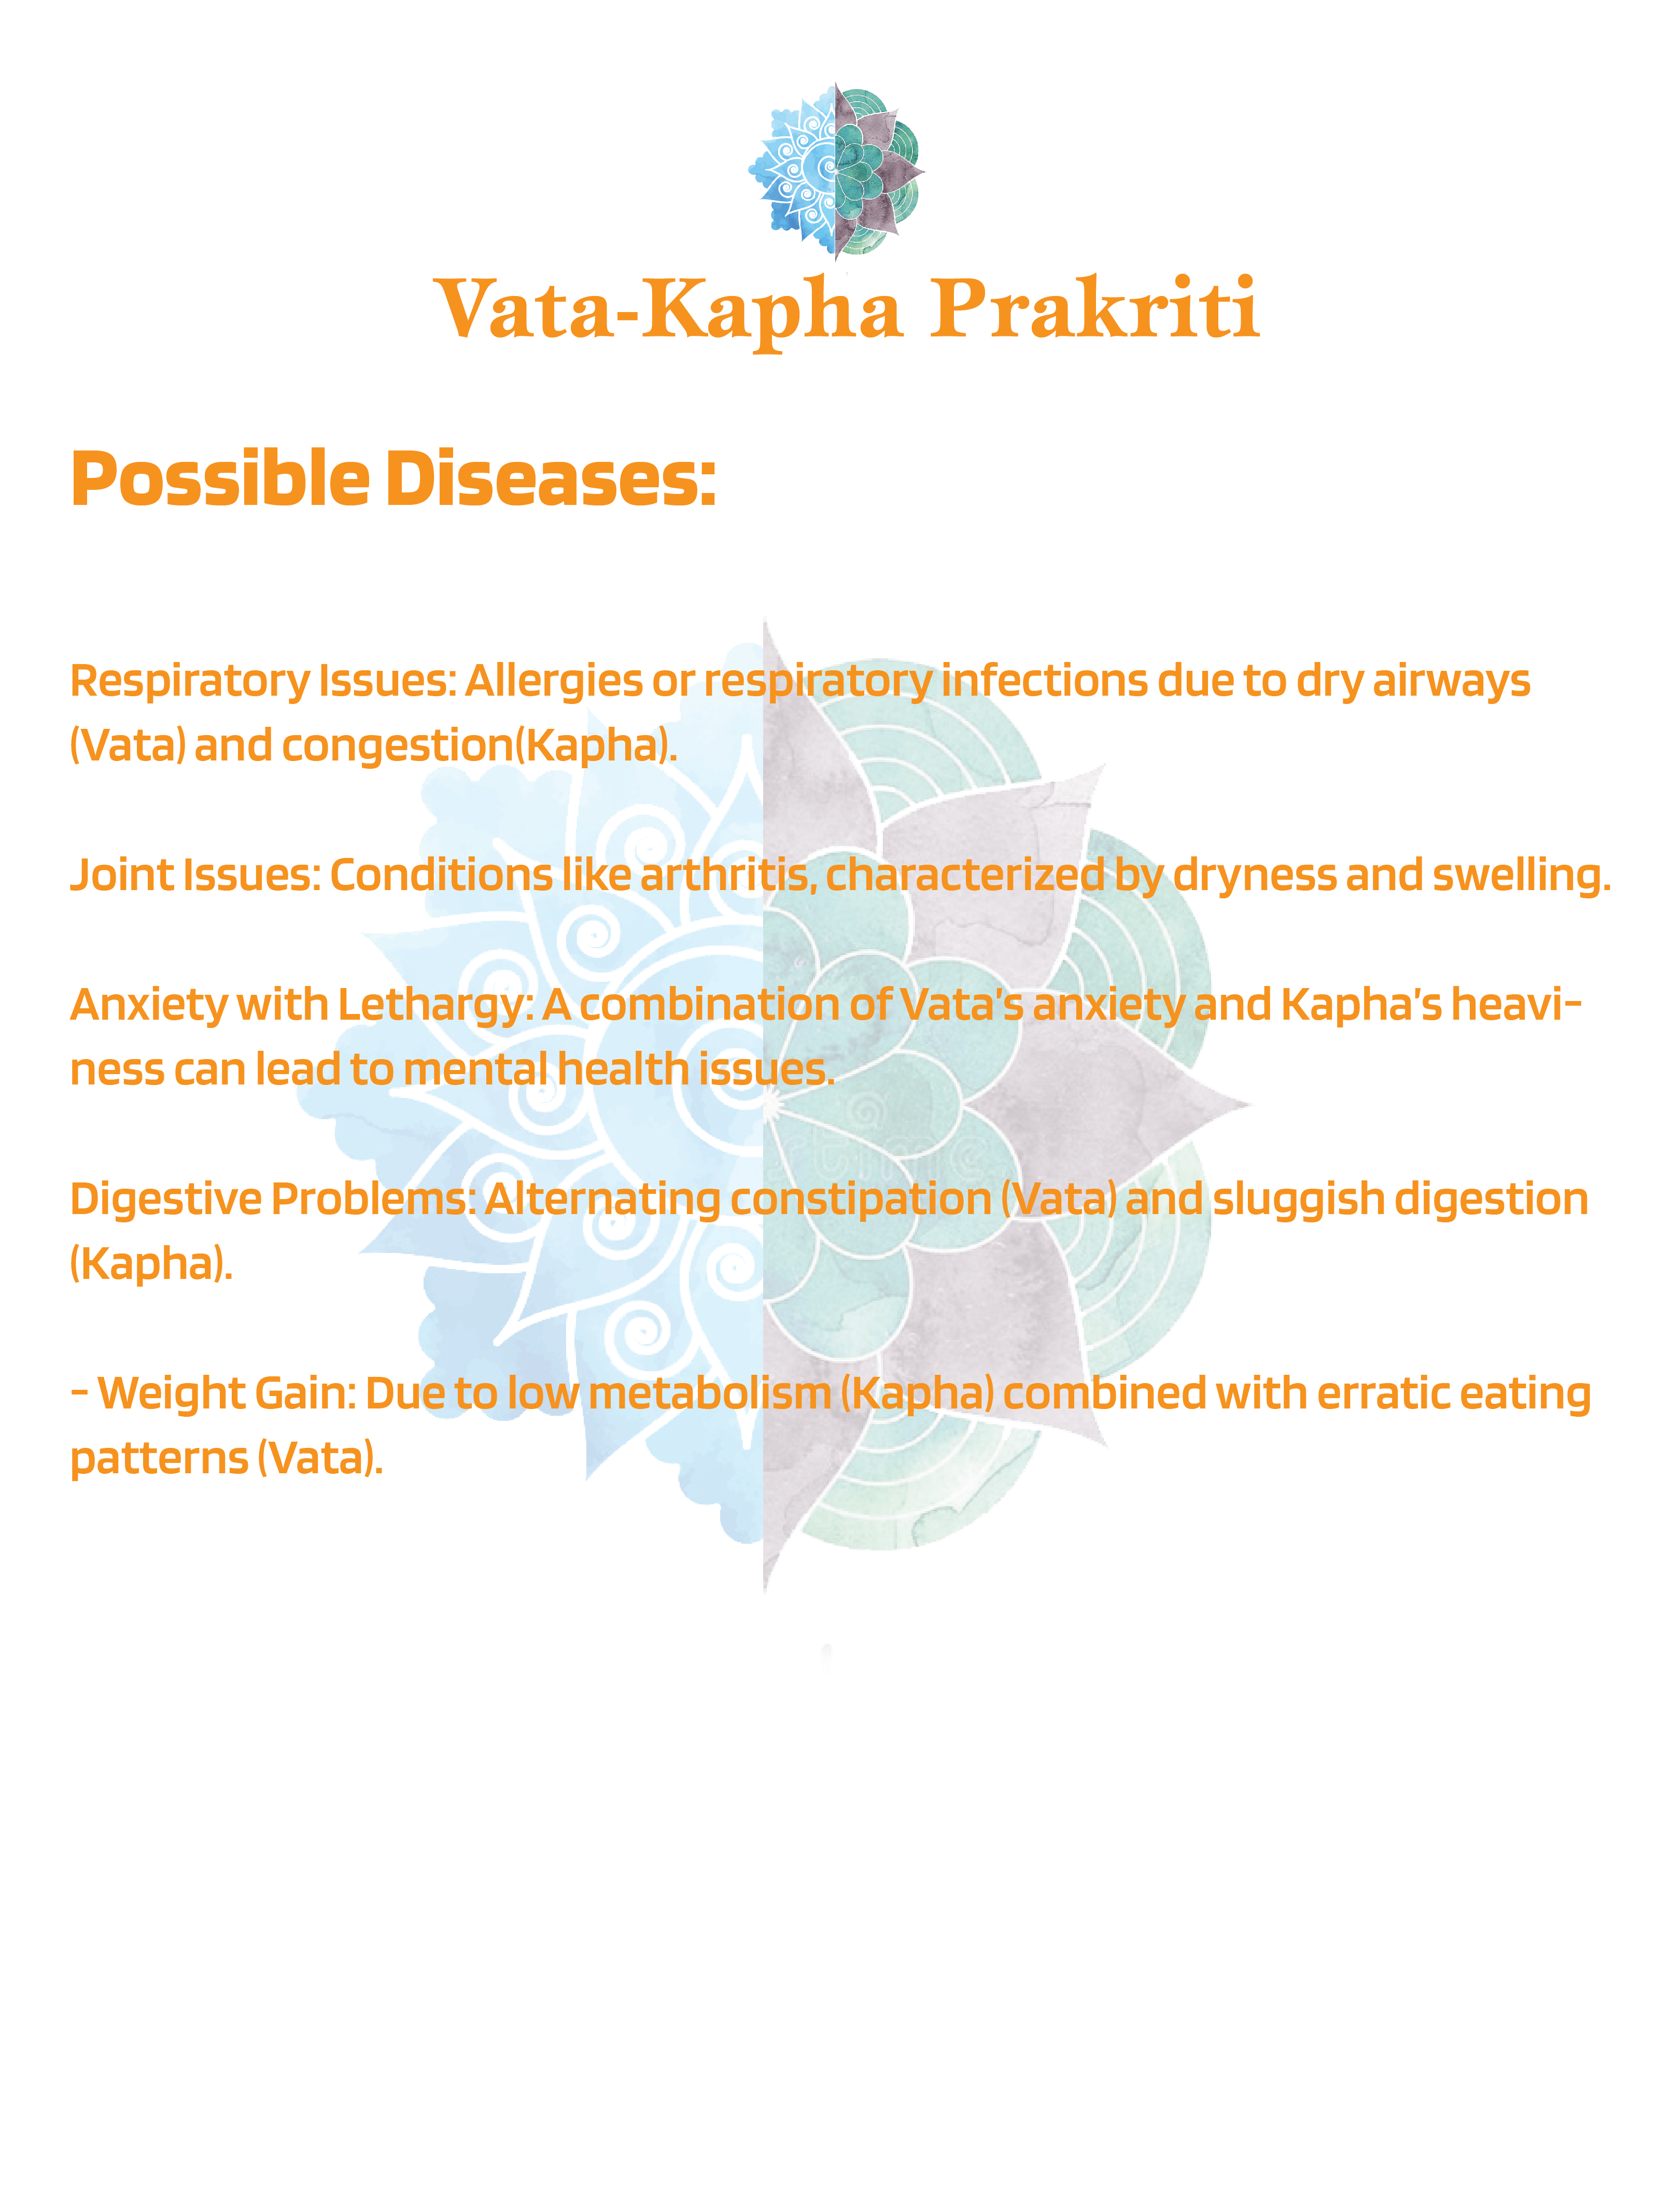 Vata-Kapha Prakriti
Possible Diseases:
Respiratory Issues: Allergies or respiratory infections due to dry airways
(Vata) and congestion(Kapha).
Joint Issues: Conditions like arthritis, characterized by dryness and swelling.
Anxiety with Lethargy: A combination of Vata's anxiety and Kapha's heavi-
ness can lead to mental health issues.
Digestive Problems: Alternating constipation (Vata) and sluggish digestion
(Kapha).
- Weight Gain: Due to low metabolism (Kapha) combined with erratic eating
patterns (Vata).